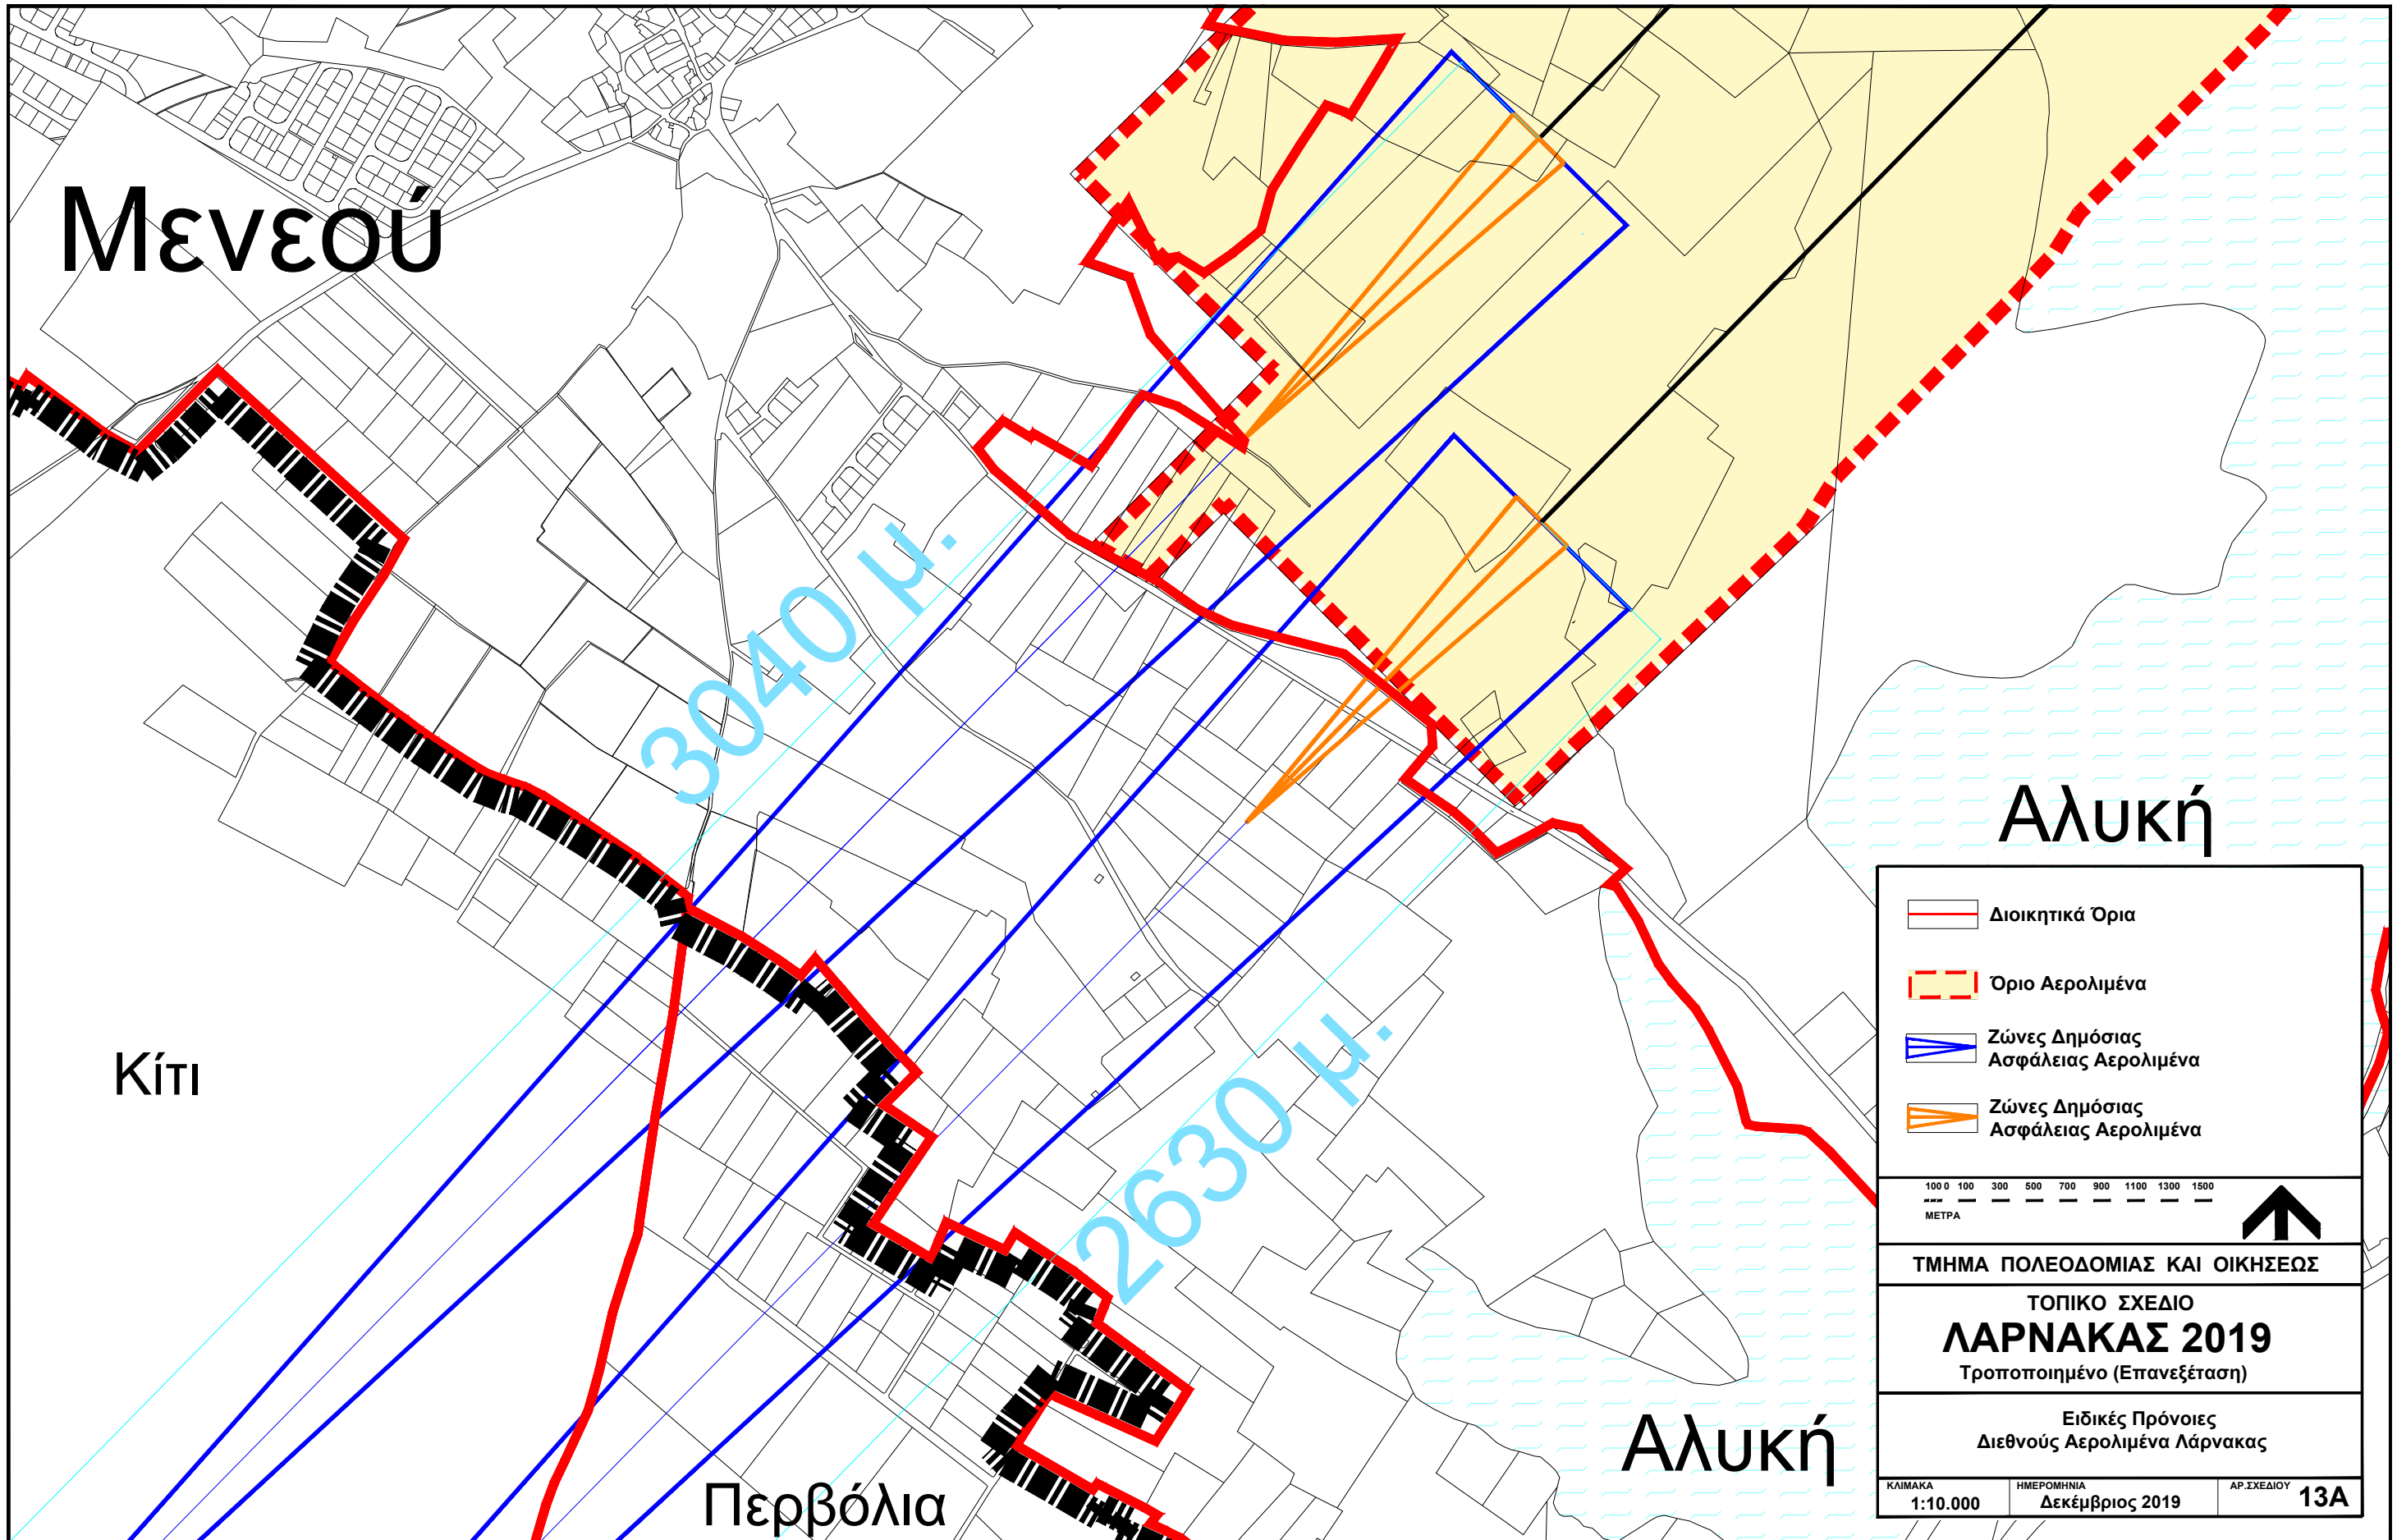 Μενεού
3040 μ.
Αλυκή
Κίτι
2630 μ.
Αλυκή
Περβόλια
Διοικητικά Όρια
Όριο Αερολιμένα
Ζώνες Δημόσιας
Ασφάλειας Αερολιμένα
Ζώνες Δημόσιας
Ασφάλειας Αερολιμένα
100 0 100 300 500 700 900 1100 1300 1500
ΜΕΤΡΑ
ΤΜΗΜΑ ΠΟΛΕΟΔΟΜΙΑΣ ΚΑΙ ΟΙΚΗΣΕΩΣ
ΤΟΠΙΚΟ ΣΧΕΔΙΟ
ΛΑΡΝΑΚΑΣ 2019
Τροποποιημένο (Επανεξέταση)
Ειδικές Πρόνοιες
Διεθνούς Αερολιμένα Λάρνακας
ΚΛΙΜΑΚΑ
1:10.000
ΗΜΕΡΟΜΗΝΙΑ
Δεκέμβριος 2019
ΑΡ.ΣΧΕΔΙΟΥ 13Α